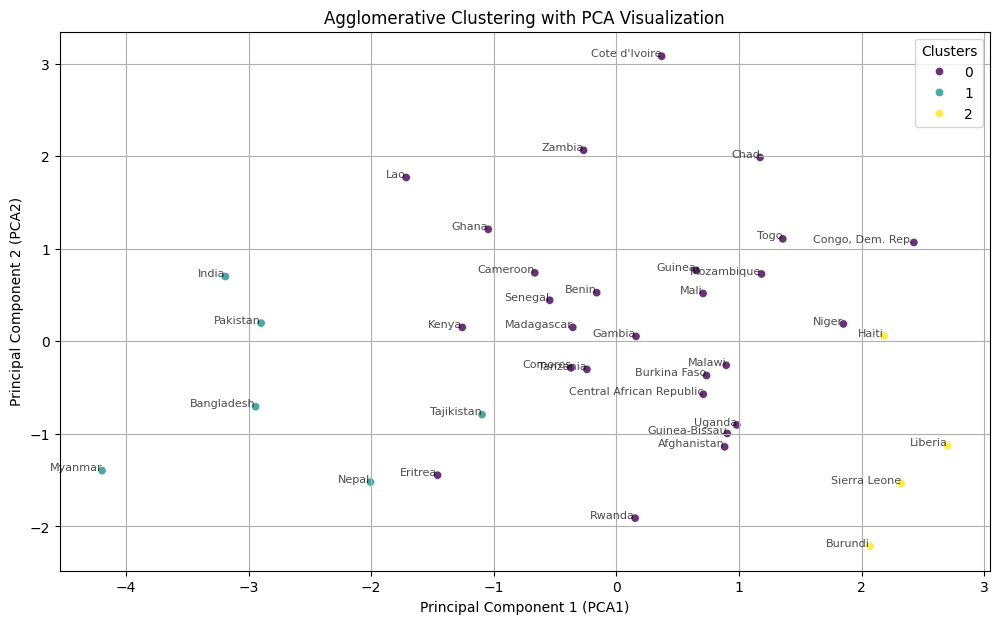 Agglomerative Clustering with PCA Visualization
Clusters
0
1
2
Cote d'Ivoire
Zambia
Chad
Lao
Ghana
Togo
Congo, Dem. Rep.
Cameroon
Guinea
Mozambique
India
Senegal
Benin
Mali
Pakistan
Kenya
Madagascar
Gambia
Niger
Haiti
Comoros
Tanzania
Malawi
Burkina Faso
Central African Republic
Bangladesh
Tajikistan
Uganda
Guinea-Bissau
Afghanistan
Liberia
Myanmar
Nepal
Eritrea
Sierra Leone
Rwanda
Burundi
3
2
1
0
−1
−2
Principal Component 2 (PCA2)
−4 −3 −2 −1 0 1 2 3
Principal Component 1 (PCA1)